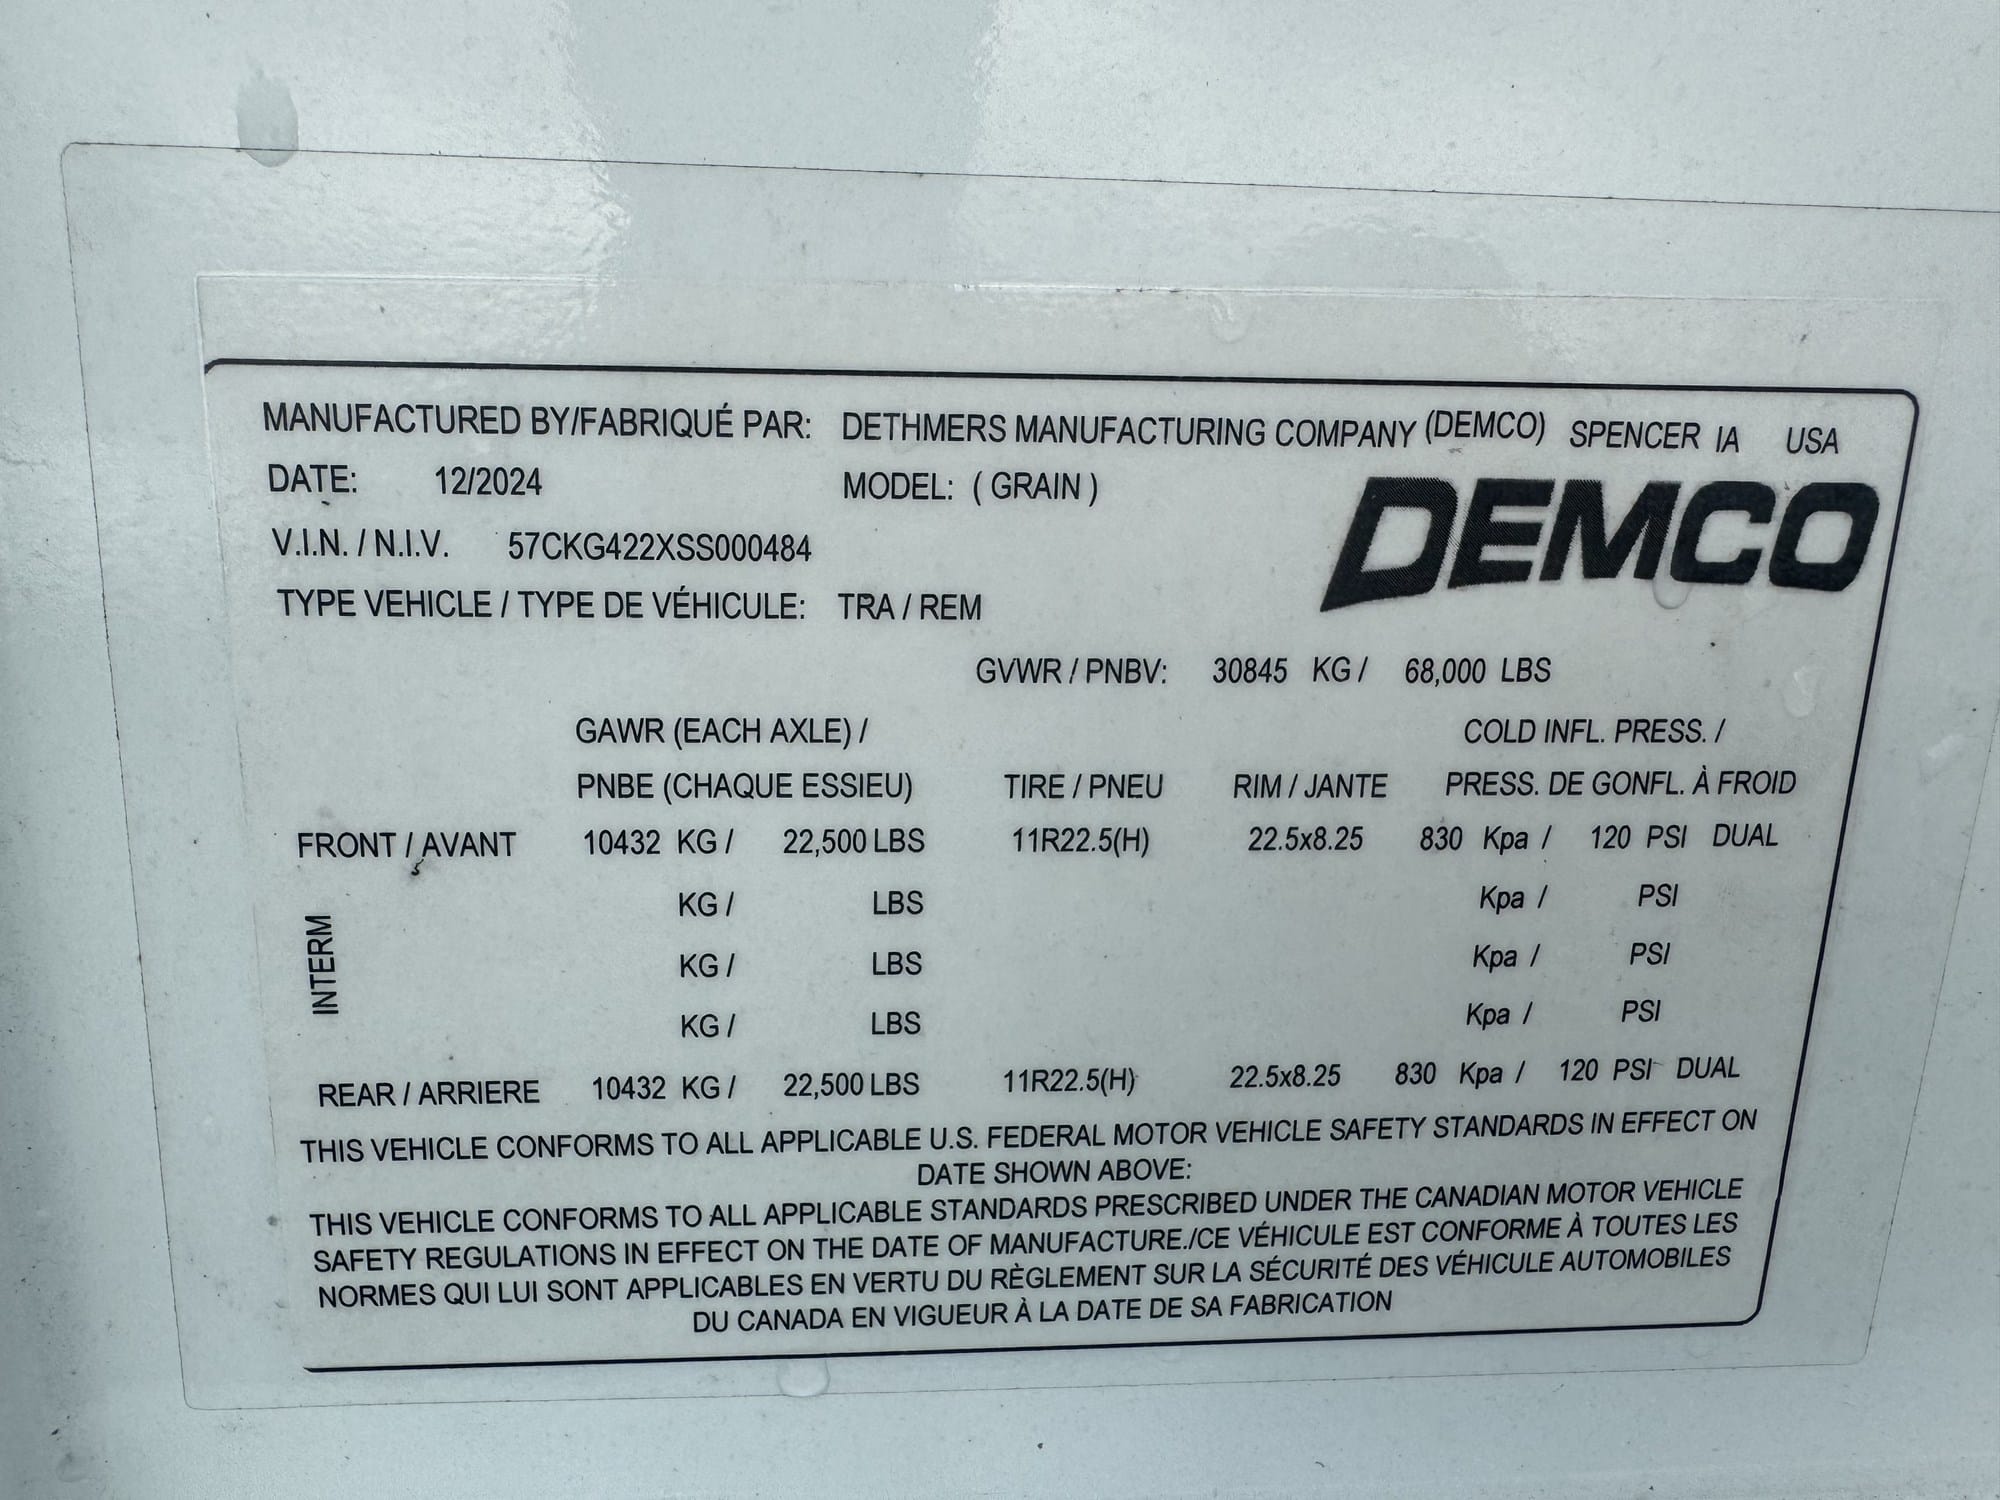 MANUFACTURED BY/FABRIQUÉ PAR: DETHMERS MANUFACTURING COMPANY (DEMCO) SPENCER IA USA
DATE: 12/2024 MODEL: ( GRAIN )
DEMCO
V.I.N. / N.I.V. 57CKG422XSS000484
TYPE VEHICLE / TYPE DE VÉHICULE: TRA / REM
GVWR / PNBV: 30845 KG / 68,000 LBS
GAWR (EACH AXLE) / COLD INFL. PRESS. /
PNBE (CHAQUE ESSIEU) TIRE / PNEU RIM / JANTE PRESS. DE GONFL. À FROID
FRONT / AVANT 10432 KG / 22,500 LBS 11R22.5(H) 22.5x8.25 830 Kpa / 120 PSI DUAL
INTERM
KG / LBS Kpa / PSI
KG / LBS Kpa / PSI
KG / LBS Kpa / PSI
REAR / ARRIERE 10432 KG / 22,500 LBS 11R22.5(H) 22.5x8.25 830 Kpa / 120 PSI DUAL
THIS VEHICLE CONFORMS TO ALL APPLICABLE U.S. FEDERAL MOTOR VEHICLE SAFETY STANDARDS IN EFFECT ON
DATE SHOWN ABOVE:
THIS VEHICLE CONFORMS TO ALL APPLICABLE STANDARDS PRESCRIBED UNDER THE CANADIAN MOTOR VEHICLE
SAFETY REGULATIONS IN EFFECT ON THE DATE OF MANUFACTURE./CE VÉHICULE EST CONFORME À TOUTES LES
NORMES QUI LUI SONT APPLICABLES EN VERTU DU RÈGLEMENT SUR LA SÉCURITÉ DES VÉHICULE AUTOMOBILES
DU CANADA EN VIGUEUR À LA DATE DE SA FABRICATION